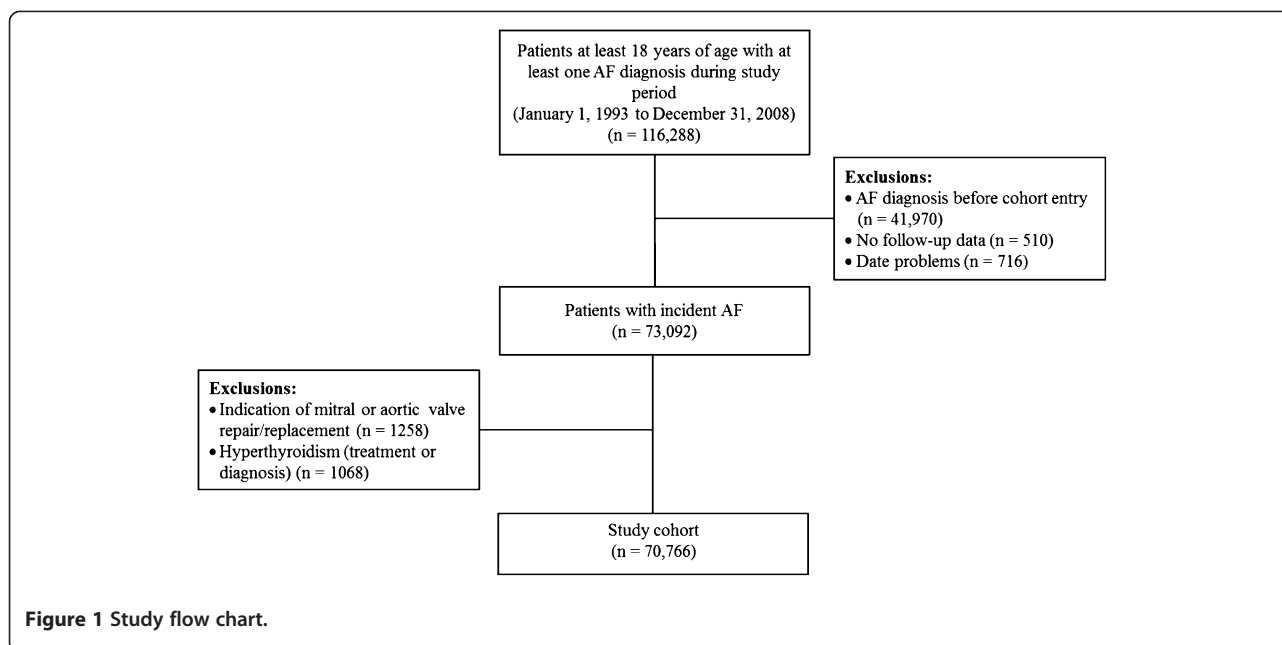 Patients at least 18 years of age with at
least one AF diagnosis during study
period
(January 1, 1993 to December 31, 2008)
(n = 116,288)
Exclusions:
• AF diagnosis before cohort entry
(n = 41,970)
• No follow-up data (n = 510)
• Date problems (n = 716)
Patients with incident AF
(n = 73,092)
Exclusions:
• Indication of mitral or aortic valve
repair/replacement (n = 1258)
• Hyperthyroidism (treatment or
diagnosis) (n = 1068)
Study cohort
(n = 70,766)
Figure 1 Study flow chart.